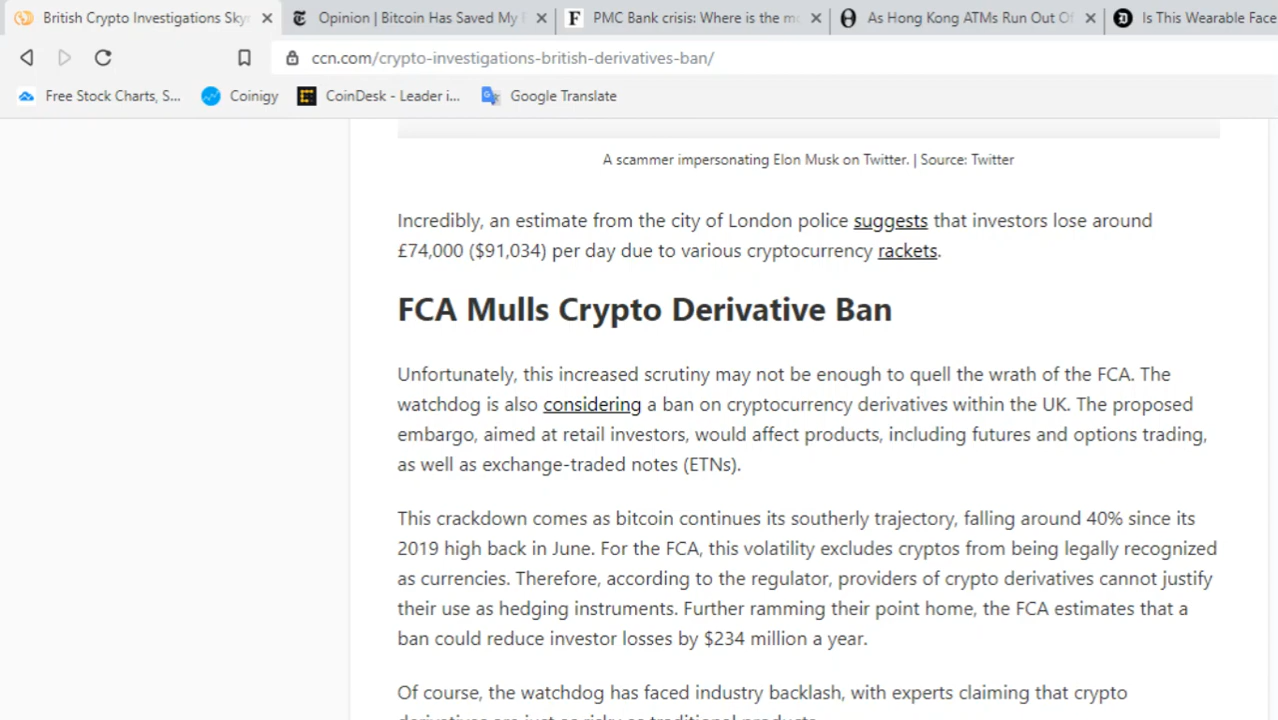 British Crypto Investigations Sky
Opinion | Bitcoin Has Saved My
PMC Bank crisis: Where is the
As Hong Kong ATMs Run Out Of
Is This Wearable Face
ccn.com/crypto-investigations-british-derivatives-ban/
Free Stock Charts, S...
Coinigy
CoinDesk - Leader i...
Google Translate
A scammer impersonating Elon Musk on Twitter. | Source: Twitter
Incredibly, an estimate from the city of London police suggests that investors lose around
£74,000 ($91,034) per day due to various cryptocurrency rackets.
FCA Mulls Crypto Derivative Ban
Unfortunately, this increased scrutiny may not be enough to quell the wrath of the FCA. The
watchdog is also considering a ban on cryptocurrency derivatives within the UK. The proposed
embargo, aimed at retail investors, would affect products, including futures and options trading,
as well as exchange-traded notes (ETNs).
This crackdown comes as bitcoin continues its southerly trajectory, falling around 40% since its
2019 high back in June. For the FCA, this volatility excludes cryptos from being legally recognized
as currencies. Therefore, according to the regulator, providers of crypto derivatives cannot justify
their use as hedging instruments. Further ramming their point home, the FCA estimates that a
ban could reduce investor losses by $234 million a year.
Of course, the watchdog has faced industry backlash, with experts claiming that crypto
derivatives are just as risky as traditional products.